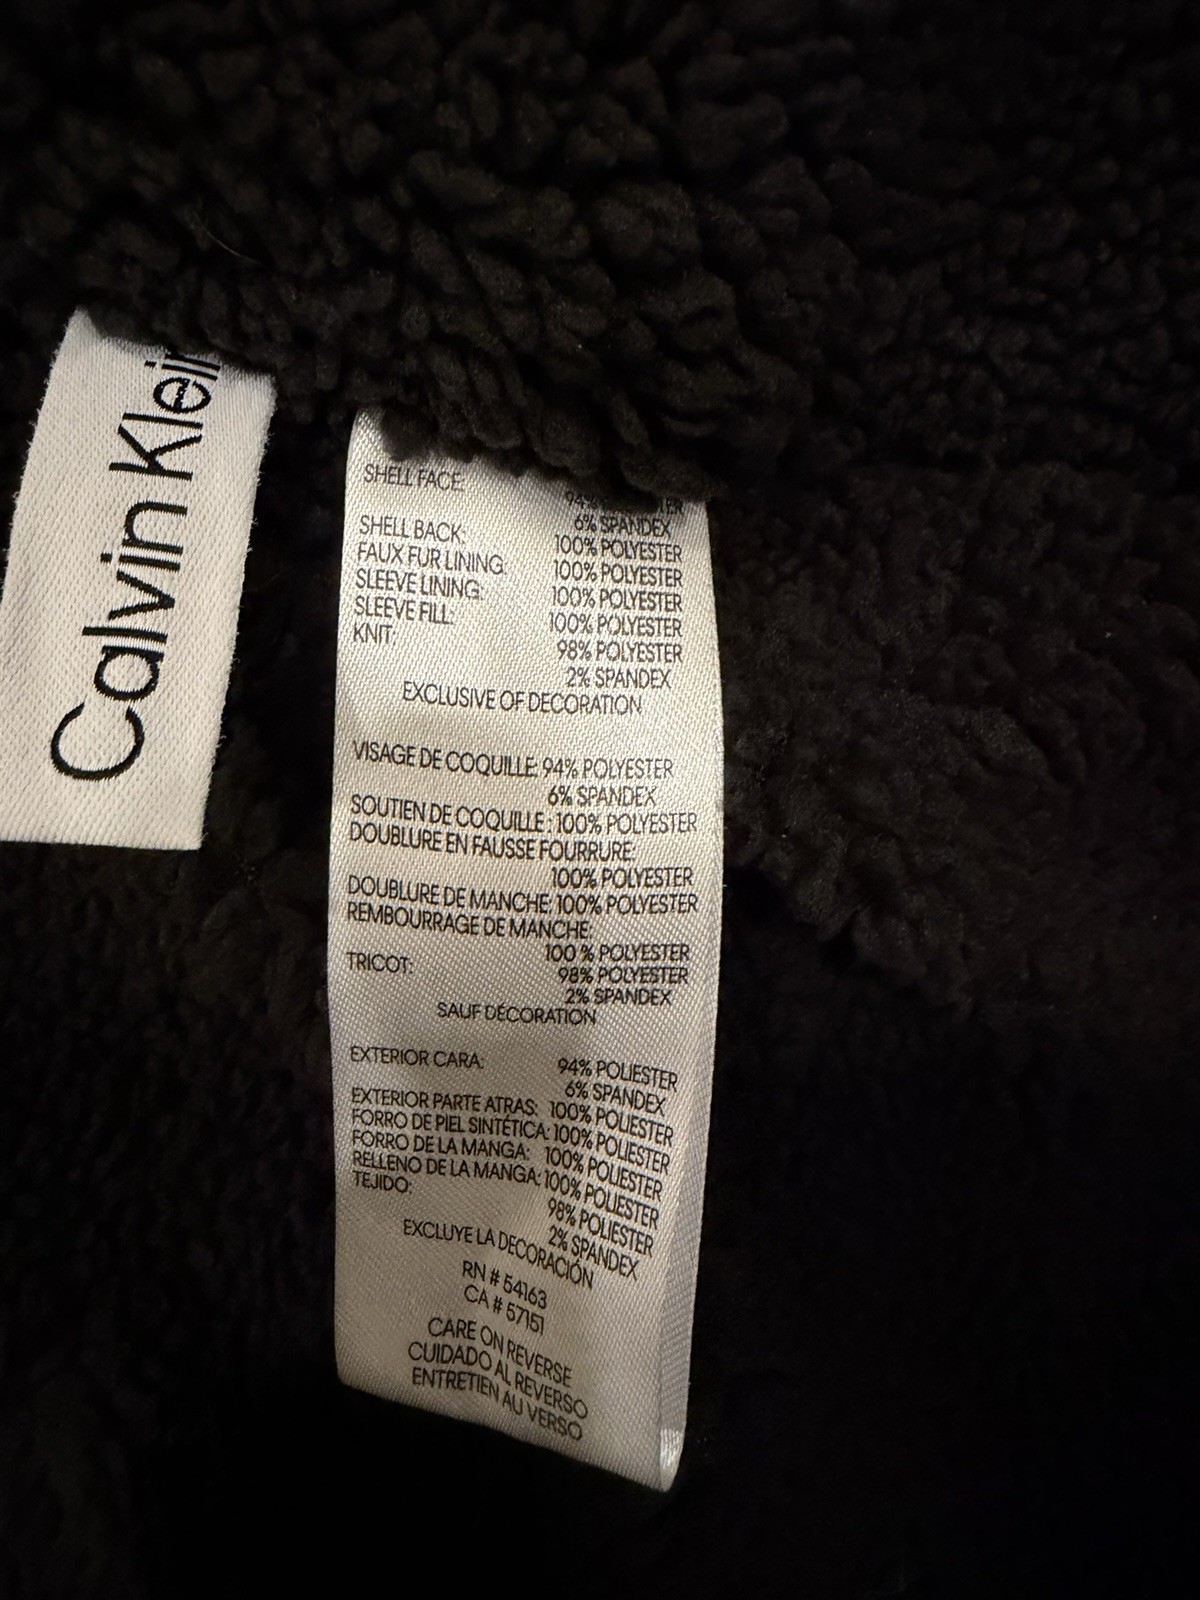 Calvin Klein
SHELL FACE:
94%
6% SPANDEX
SHELL BACK: 100% POLYESTER
FAUX FUR LINING: 100% POLYESTER
SLEEVE LINING: 100% POLYESTER
SLEEVE FILL: 100% POLYESTER
KNIT: 98% POLYESTER
2% SPANDEX
EXCLUSIVE OF DECORATION
VISAGE DE COQUILLE: 94% POLYESTER
6% SPANDEX
SOUTIEN DE COQUILLE: 100% POLYESTER
DOUBLURE EN FAUSSE FOURRURE:
100% POLYESTER
DOUBLURE DE MANCHE: 100% POLYESTER
REMBOURRAGE DE MANCHE:
100 % POLYESTER
TRICOT: 98% POLYESTER
2% SPANDEX
SAUF DÉCORATION
EXTERIOR CARA: 94% POLIESTER
6% SPANDEX
EXTERIOR PARTE ATRAS: 100% POLIESTER
FORRO DE PIEL SINTÉTICA: 100% POLIESTER
FORRO DE LA MANGA: 100% POLIESTER
RELLENO DE LA MANGA: 100% POLIESTER
TEJIDO: 98% POLIESTER
2% SPANDEX
EXCLUYE LA DECORACIÓN
RN # 54163
CA # 57151
CARE ON REVERSE
CUIDADO AL REVERSO
ENTRETIEN AU VERSO